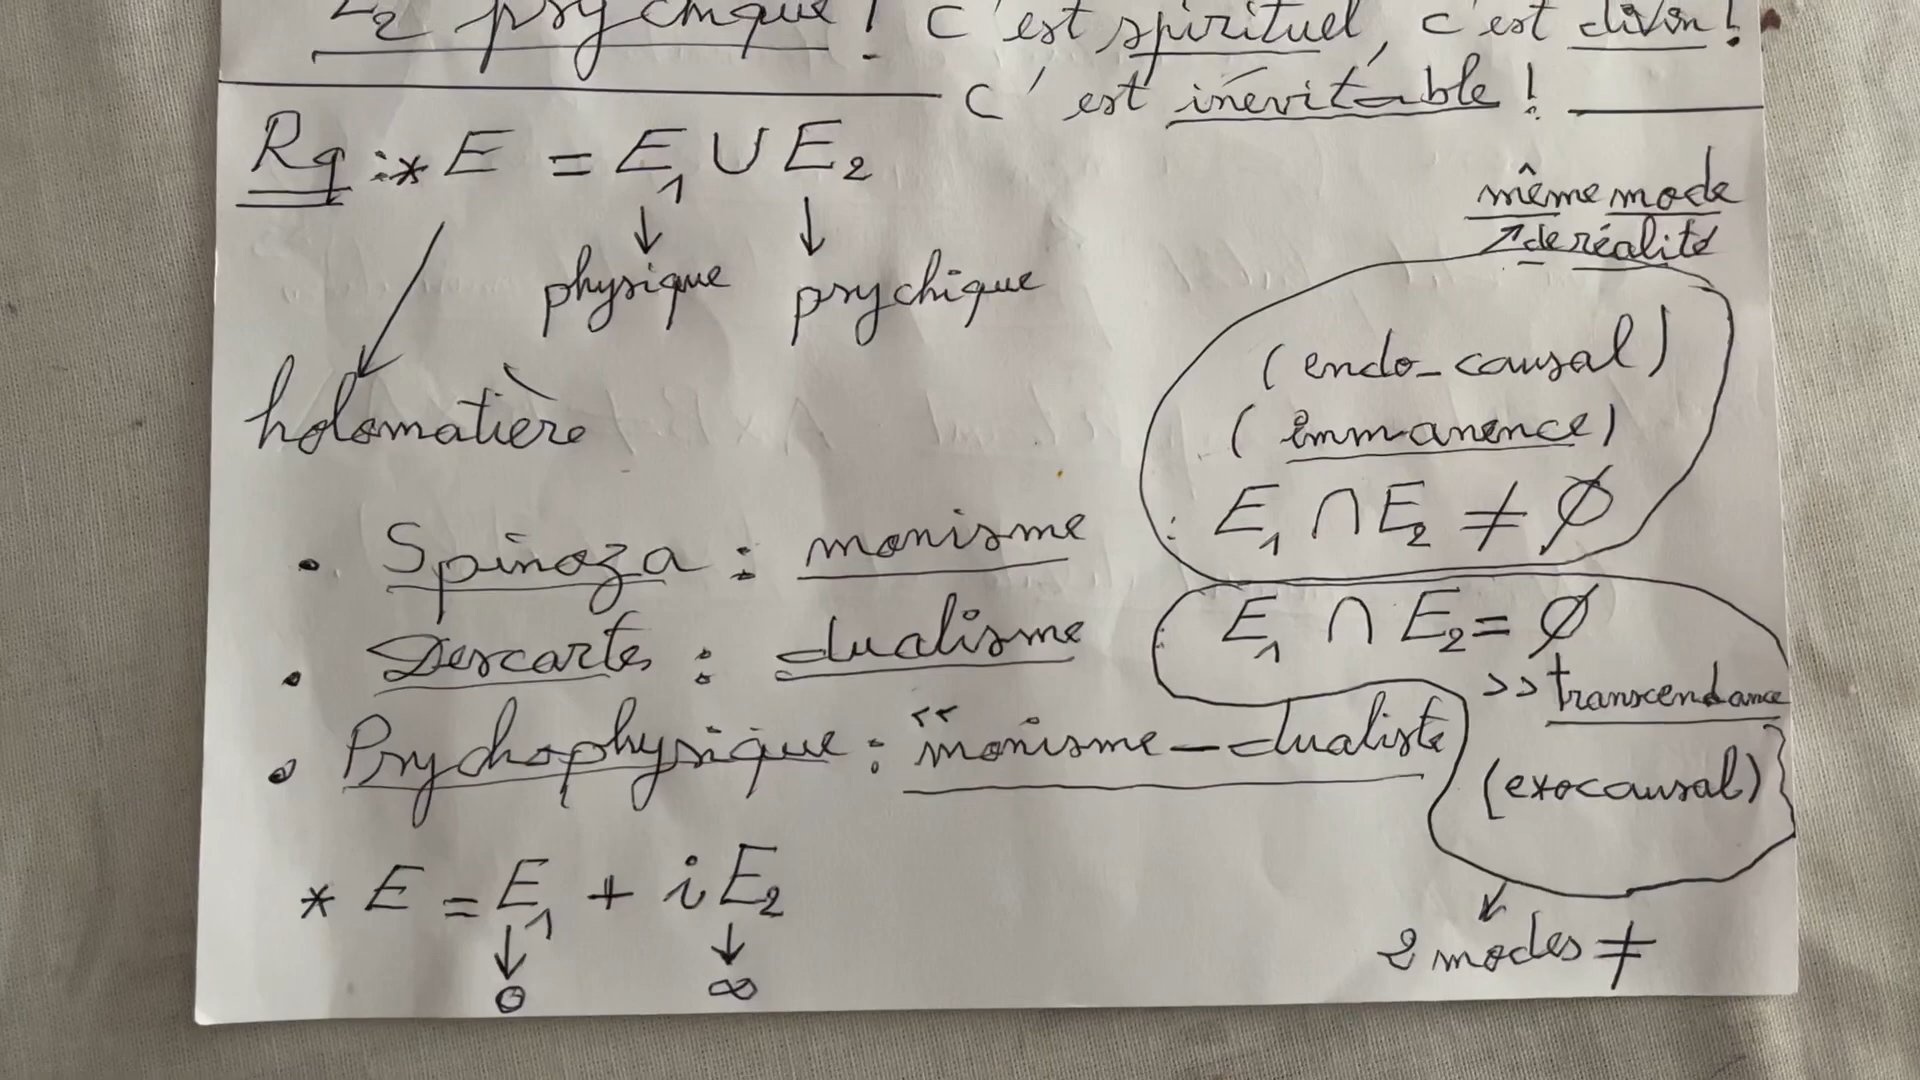 E₂ psychique ! C'est spirituel, c'est divin !
C'est inévitable !
Rq : * E = E₁ ∪ E₂
↓ ↓
physique psychique
holomatière
même mode
↗ de réalité
(endo-causal)
(immanence)
• Spinoza : monisme : E₁ ∩ E₂ ≠ ∅
• Descartes : dualisme : E₁ ∩ E₂ = ∅
>> transcendance
• Psychophysique : << monisme-dualiste
(exocausal)
* E = E₁ + i E₂
↓ ↓
0 ∞
2 modes ≠